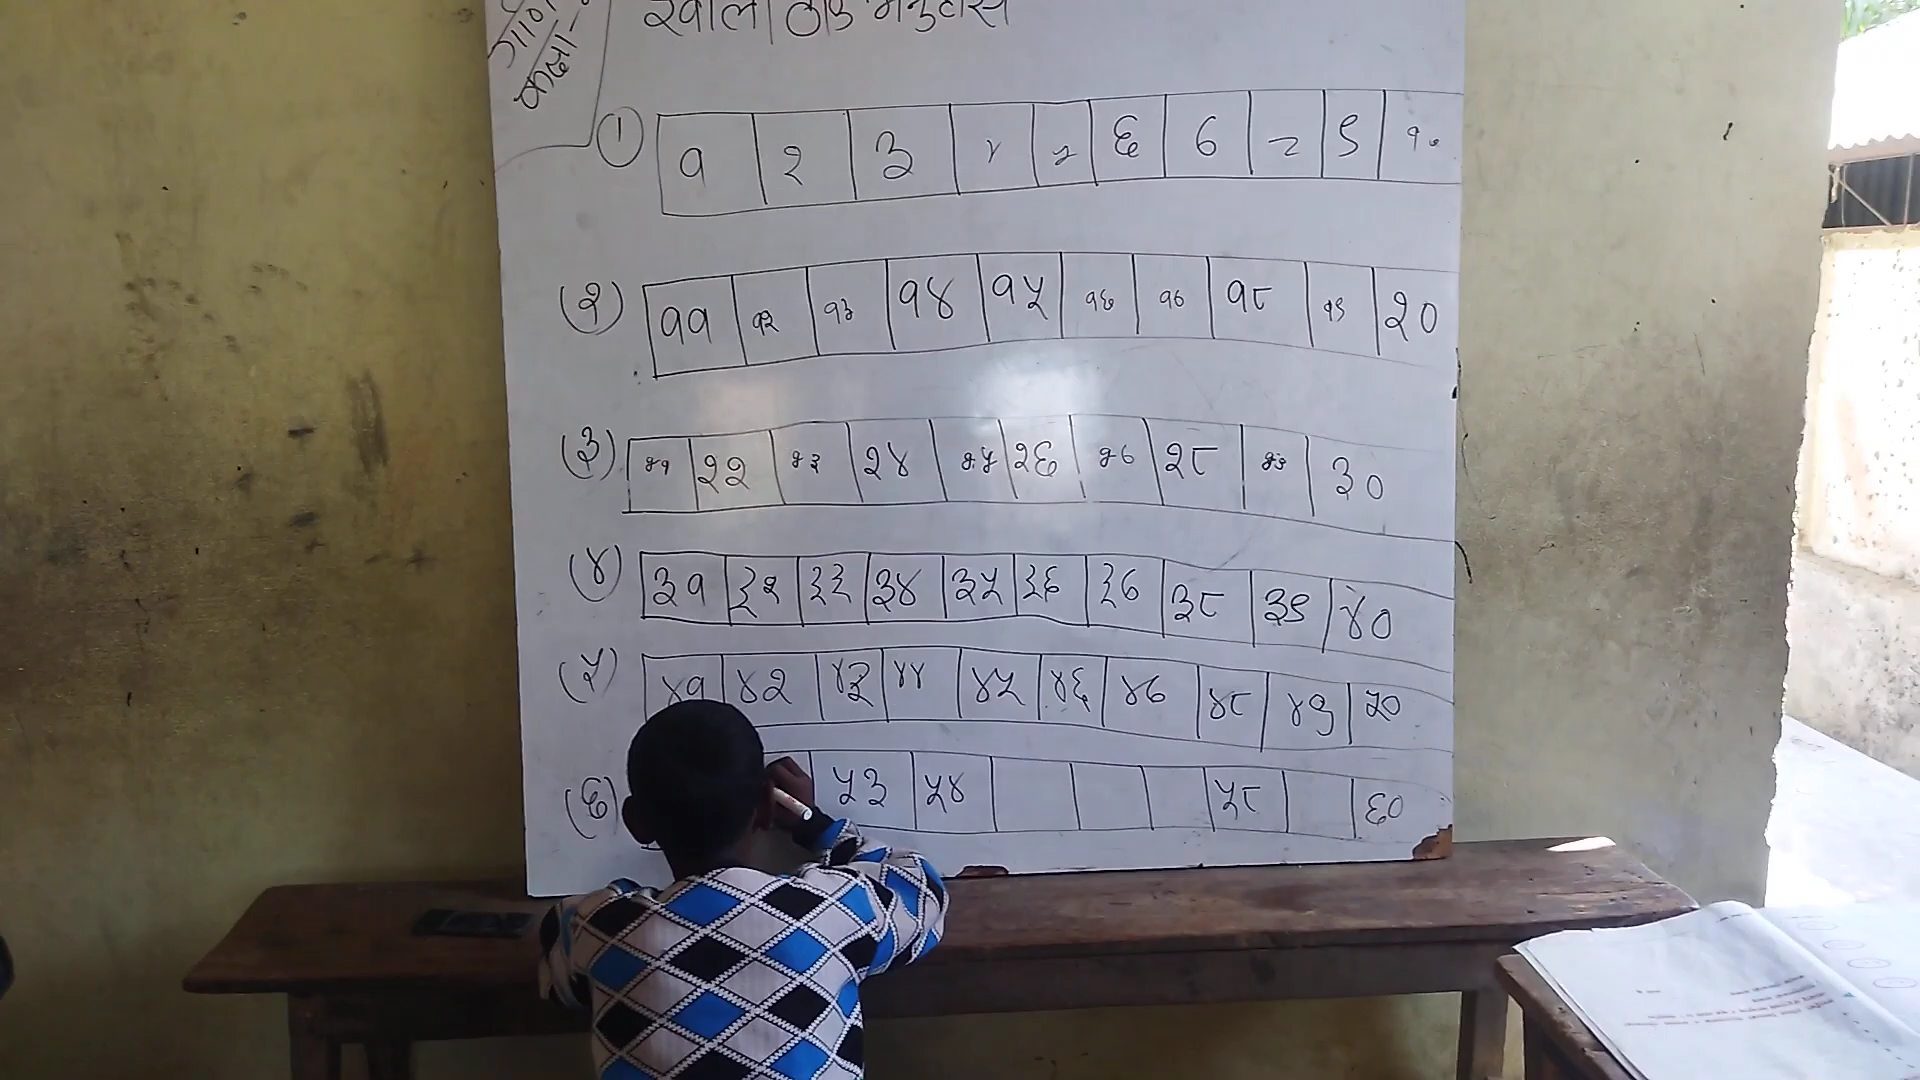 कक्षा-
खाली ठाउँ भर्नुहोस्
① १ २ ३ ४ ५ ६ ७ ८ ९ १०
(२) ११ १२ १३ १४ १५ १६ १७ १८ १९ २०
(३) २१ २२ २३ २४ २५ २६ २७ २८ २९ ३०
(४) ३१ ३२ ३३ ३४ ३५ ३६ ३७ ३८ ३९ ४०
(५) ४१ ४२ ४३ ४४ ४५ ४६ ४७ ४८ ४९ ५०
(६) ५३ ५४ ५८ ६०